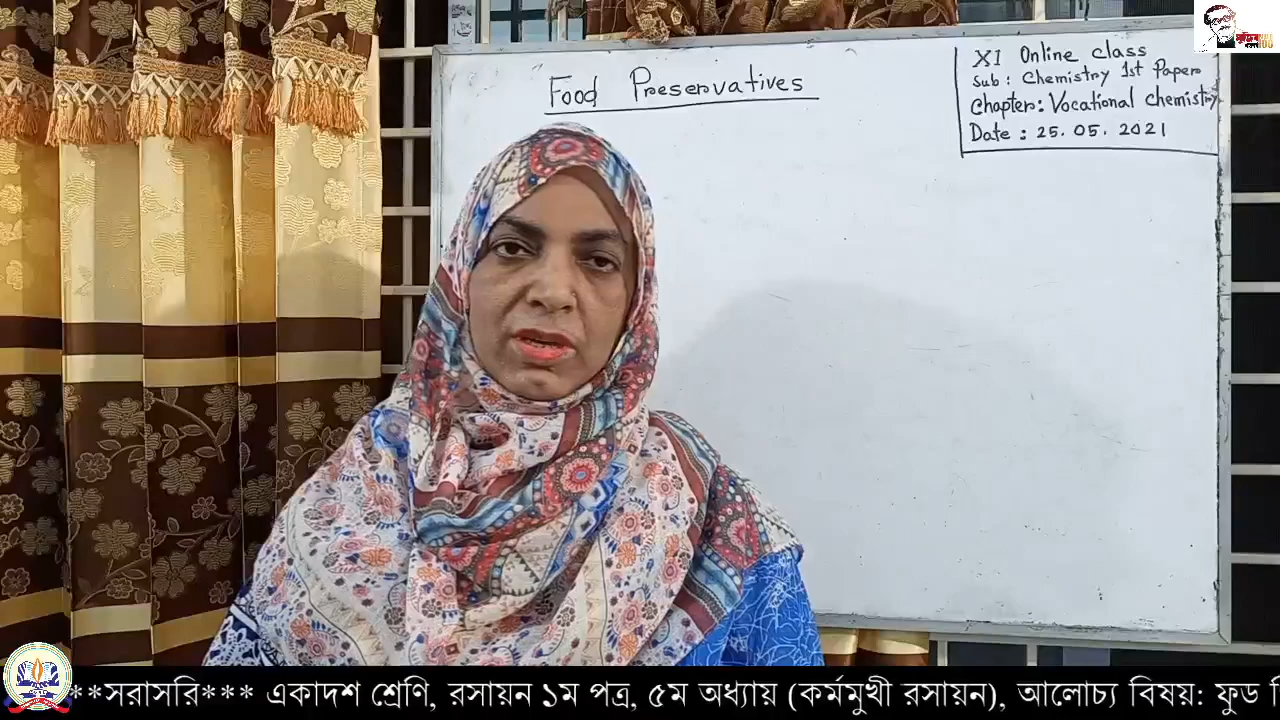 Food Preservatives
XI Online class
Sub : Chemistry 1st Paper
Chapter: Vocational chemistry
Date : 25. 05. 2021
**সরাসরি*** একাদশ শ্রেণি, রসায়ন ১ম পত্র, ৫ম অধ্যায় (কর্মমুখী রসায়ন), আলোচ্য বিষয়: ফুড